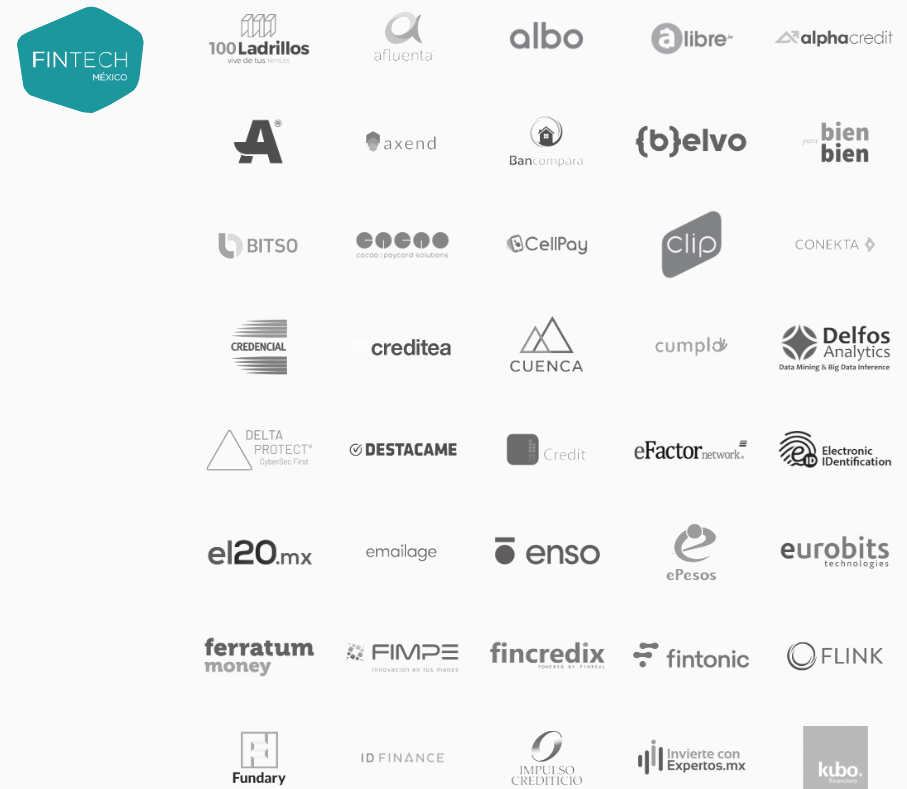 FINTECH
MÉXICO
100Ladrillos
vive de tus rentas
afluenta
albo
alibre
alphacredit
A®
axend
Bancompara
{b}elvo
para bien
bien
BITSO
cacao | paycard solutions
CellPay
clip
CONEKTA
CREDENCIAL
creditea
CUENCA
cumplo
Delfos
Analytics
Data Mining & Big Data Inference
DELTA
PROTECT®
CyberSec First
DESTACAME
Credit
eFactor network®
e ID
Electronic
IDentification
el20.mx
emailage
enso
ePesos
eurobits
technologies
ferratum
money
FIMPE
Innovación en tus manos
fincredix
POWERED BY FINREAL
fintonic
FLINK
Fundary
ID FINANCE
IMPULSO
CREDITICIO
Invierte con
Expertos.mx
kubo.
financiero